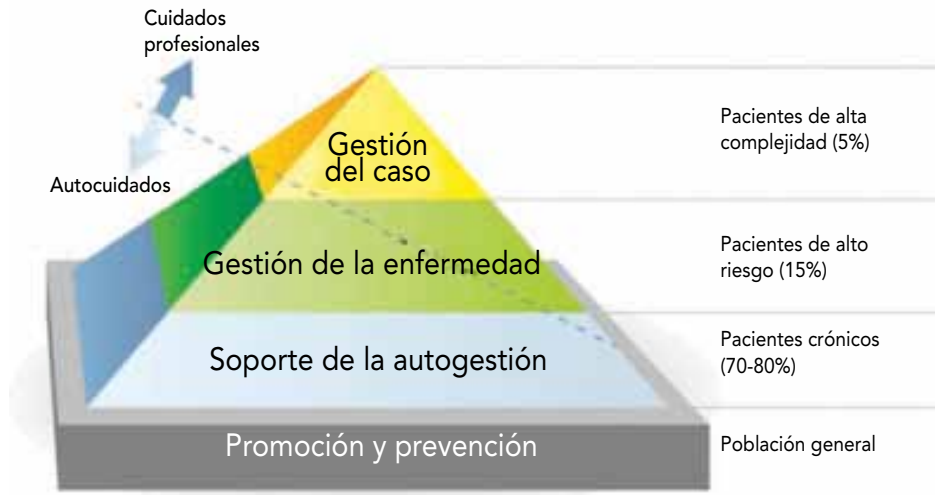 Cuidados
profesionales
Autocuidados
Gestión
del caso
Pacientes de alta
complejidad (5%)
Gestión de la enfermedad
Pacientes de alto
riesgo (15%)
Soporte de la autogestión
Pacientes crónicos
(70-80%)
Promoción y prevención
Población general